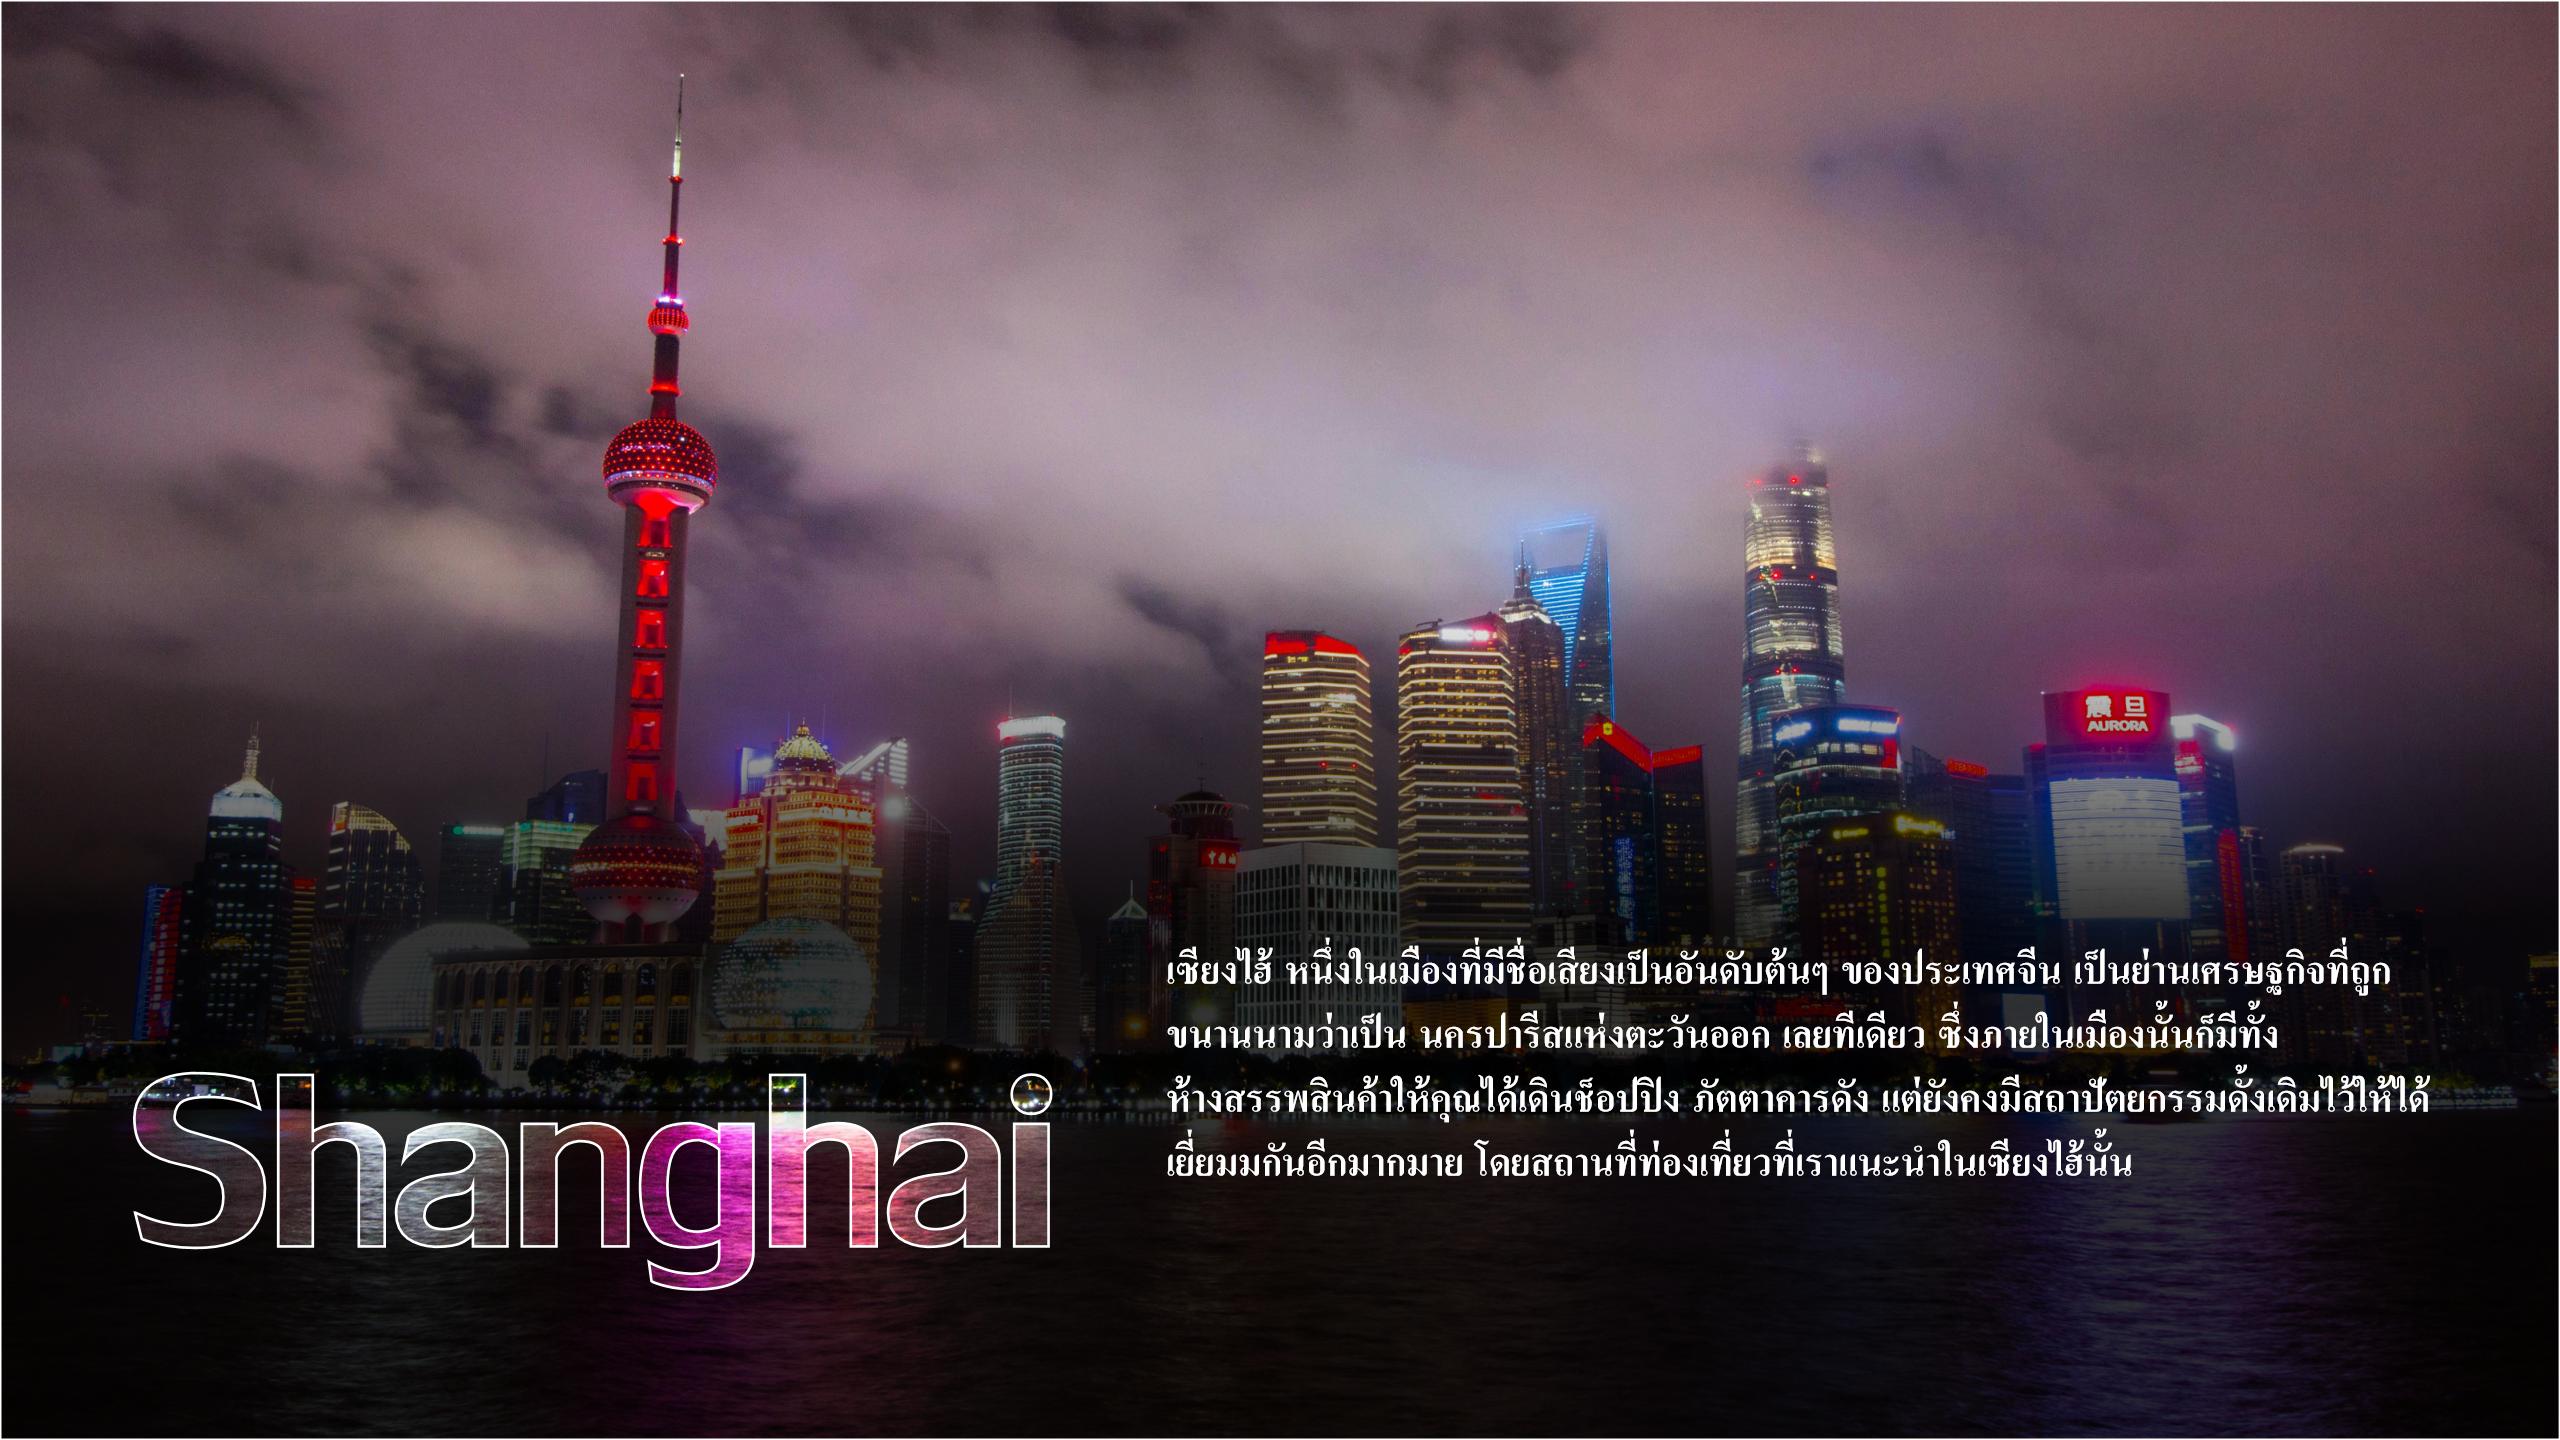 震旦
AURORA
中国
เซี่ยงไฮ้ หนึ่งในเมืองที่มีชื่อเสียงเป็นอันดับต้นๆ ของประเทศจีน เป็นย่านเศรษฐกิจที่ถูก
ขนานนามว่าเป็น นครปารีสแห่งตะวันออก เลยทีเดียว ซึ่งภายในเมืองนั้นก็มีทั้ง
ห้างสรรพสินค้าให้คุณได้เดินช็อปปิง ภัตตาคารดัง แต่ยังคงมีสถาปัตยกรรมดั้งเดิมไว้ให้ได้
เยี่ยมมกันอีกมากมาย โดยสถานที่ท่องเที่ยวที่เราแนะนำในเซี่ยงไฮ้นั้น
Shanghai